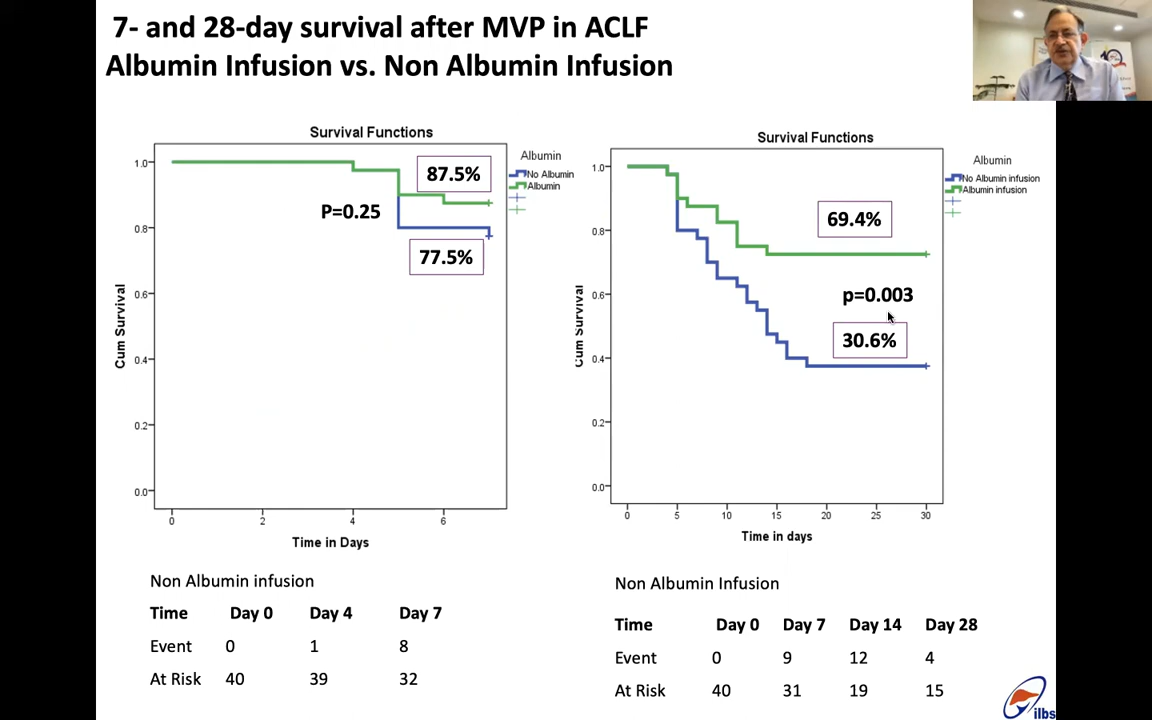 7- and 28-day survival after MVP in ACLF
Albumin Infusion vs. Non Albumin Infusion
Survival Functions
Albumin
No Albumin
Albumin
87.5%
P=0.25
77.5%
Cum Survival
1.0
0.8
0.6
0.4
0.2
0.0
0 2 4 6
Time in Days
Survival Functions
Albumin
No Albumin infusion
Albumin infusion
69.4%
p=0.003
30.6%
Cum Survival
1.0
0.8
0.6
0.4
0.2
0.0
0 5 10 15 20 25 30
Time in days
Non Albumin infusion
Time Day 0 Day 4 Day 7
Event 0 1 8
At Risk 40 39 32
Non Albumin Infusion
Time Day 0 Day 7 Day 14 Day 28
Event 0 9 12 4
At Risk 40 31 19 15
ilbs